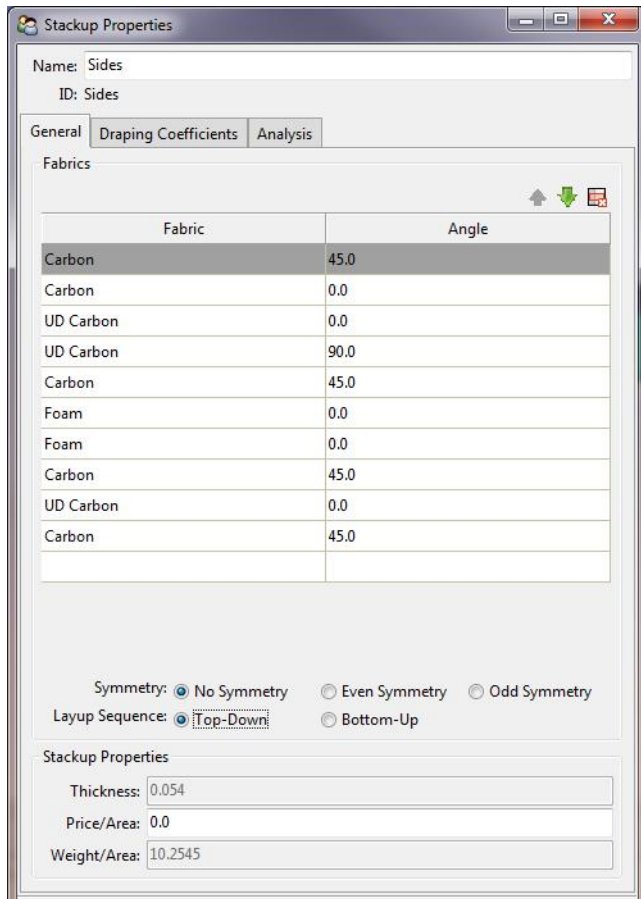 Stackup Properties
Name: Sides
ID: Sides
General Draping Coefficients Analysis
Fabrics
Fabric Angle
Carbon 45.0
Carbon 0.0
UD Carbon 0.0
UD Carbon 90.0
Carbon 45.0
Foam 0.0
Foam 0.0
Carbon 45.0
UD Carbon 0.0
Carbon 45.0
Symmetry: No Symmetry Even Symmetry Odd Symmetry
Layup Sequence: Top-Down Bottom-Up
Stackup Properties
Thickness: 0.054
Price/Area: 0.0
Weight/Area: 10.2545